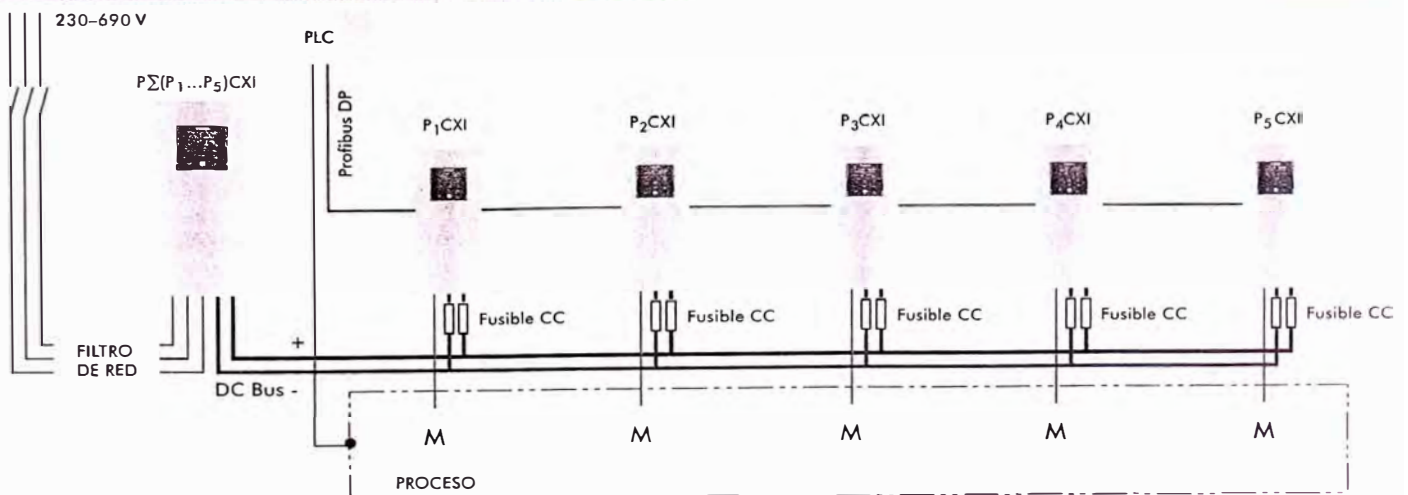 230–690 V
PLC
P∑(P₁...P₅)CXI
Profibus DP
P₁CXI
P₂CXI
P₃CXI
P₄CXI
P₅CXI
Fusible CC
Fusible CC
Fusible CC
Fusible CC
Fusible CC
+
FILTRO
DE RED
DC Bus -
M
M
M
M
M
PROCESO